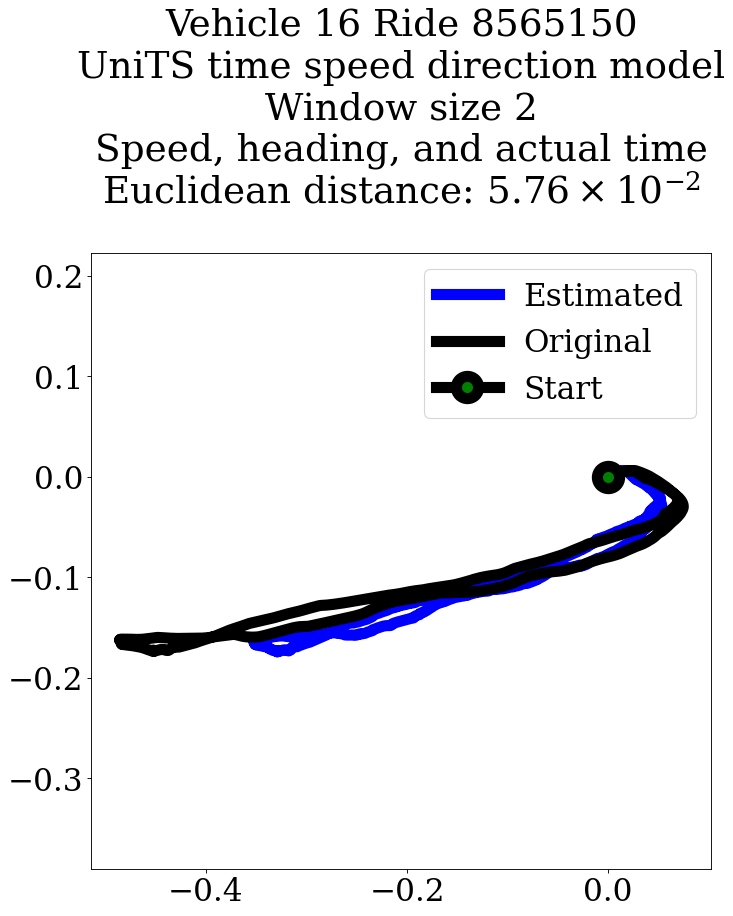 Vehicle 16 Ride 8565150
UniTS time speed direction model
Window size 2
Speed, heading, and actual time
Euclidean distance: 5.76 × 10⁻²
Estimated
Original
Start
0.2
0.1
0.0
−0.1
−0.2
−0.3
−0.4
−0.2
0.0